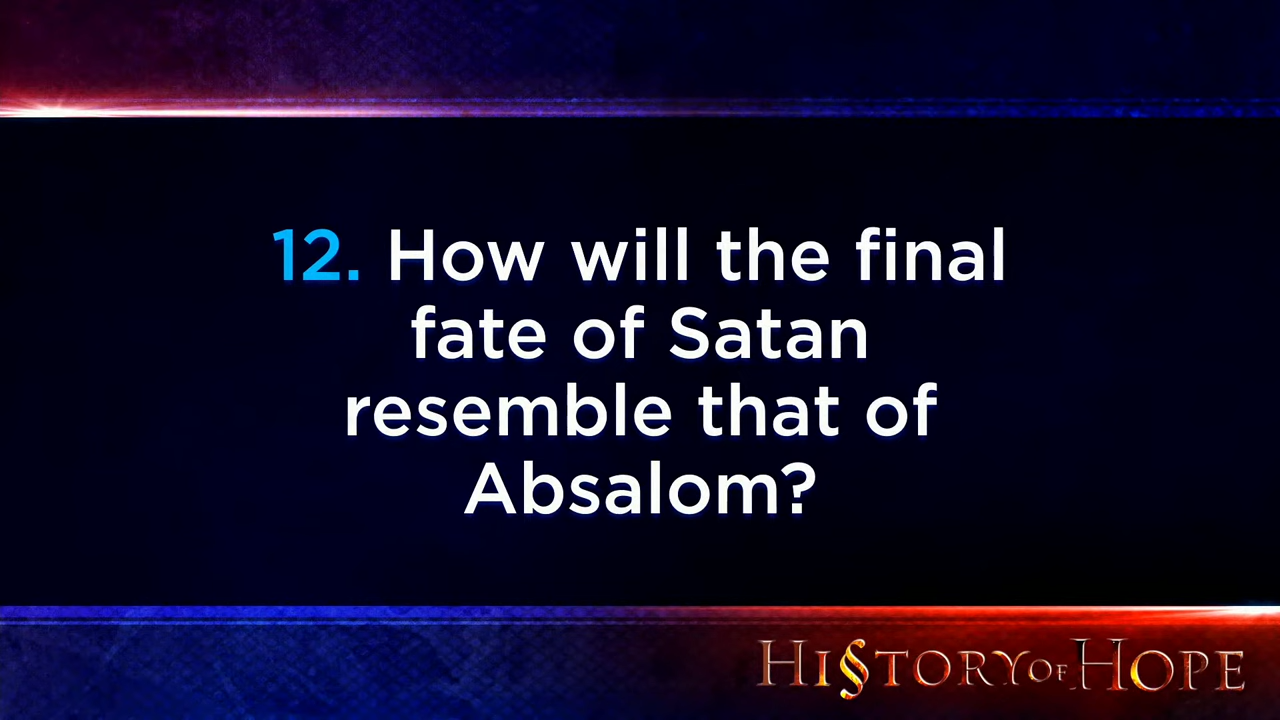 12. How will the final
fate of Satan
resemble that of
Absalom?
HISTORY OF HOPE